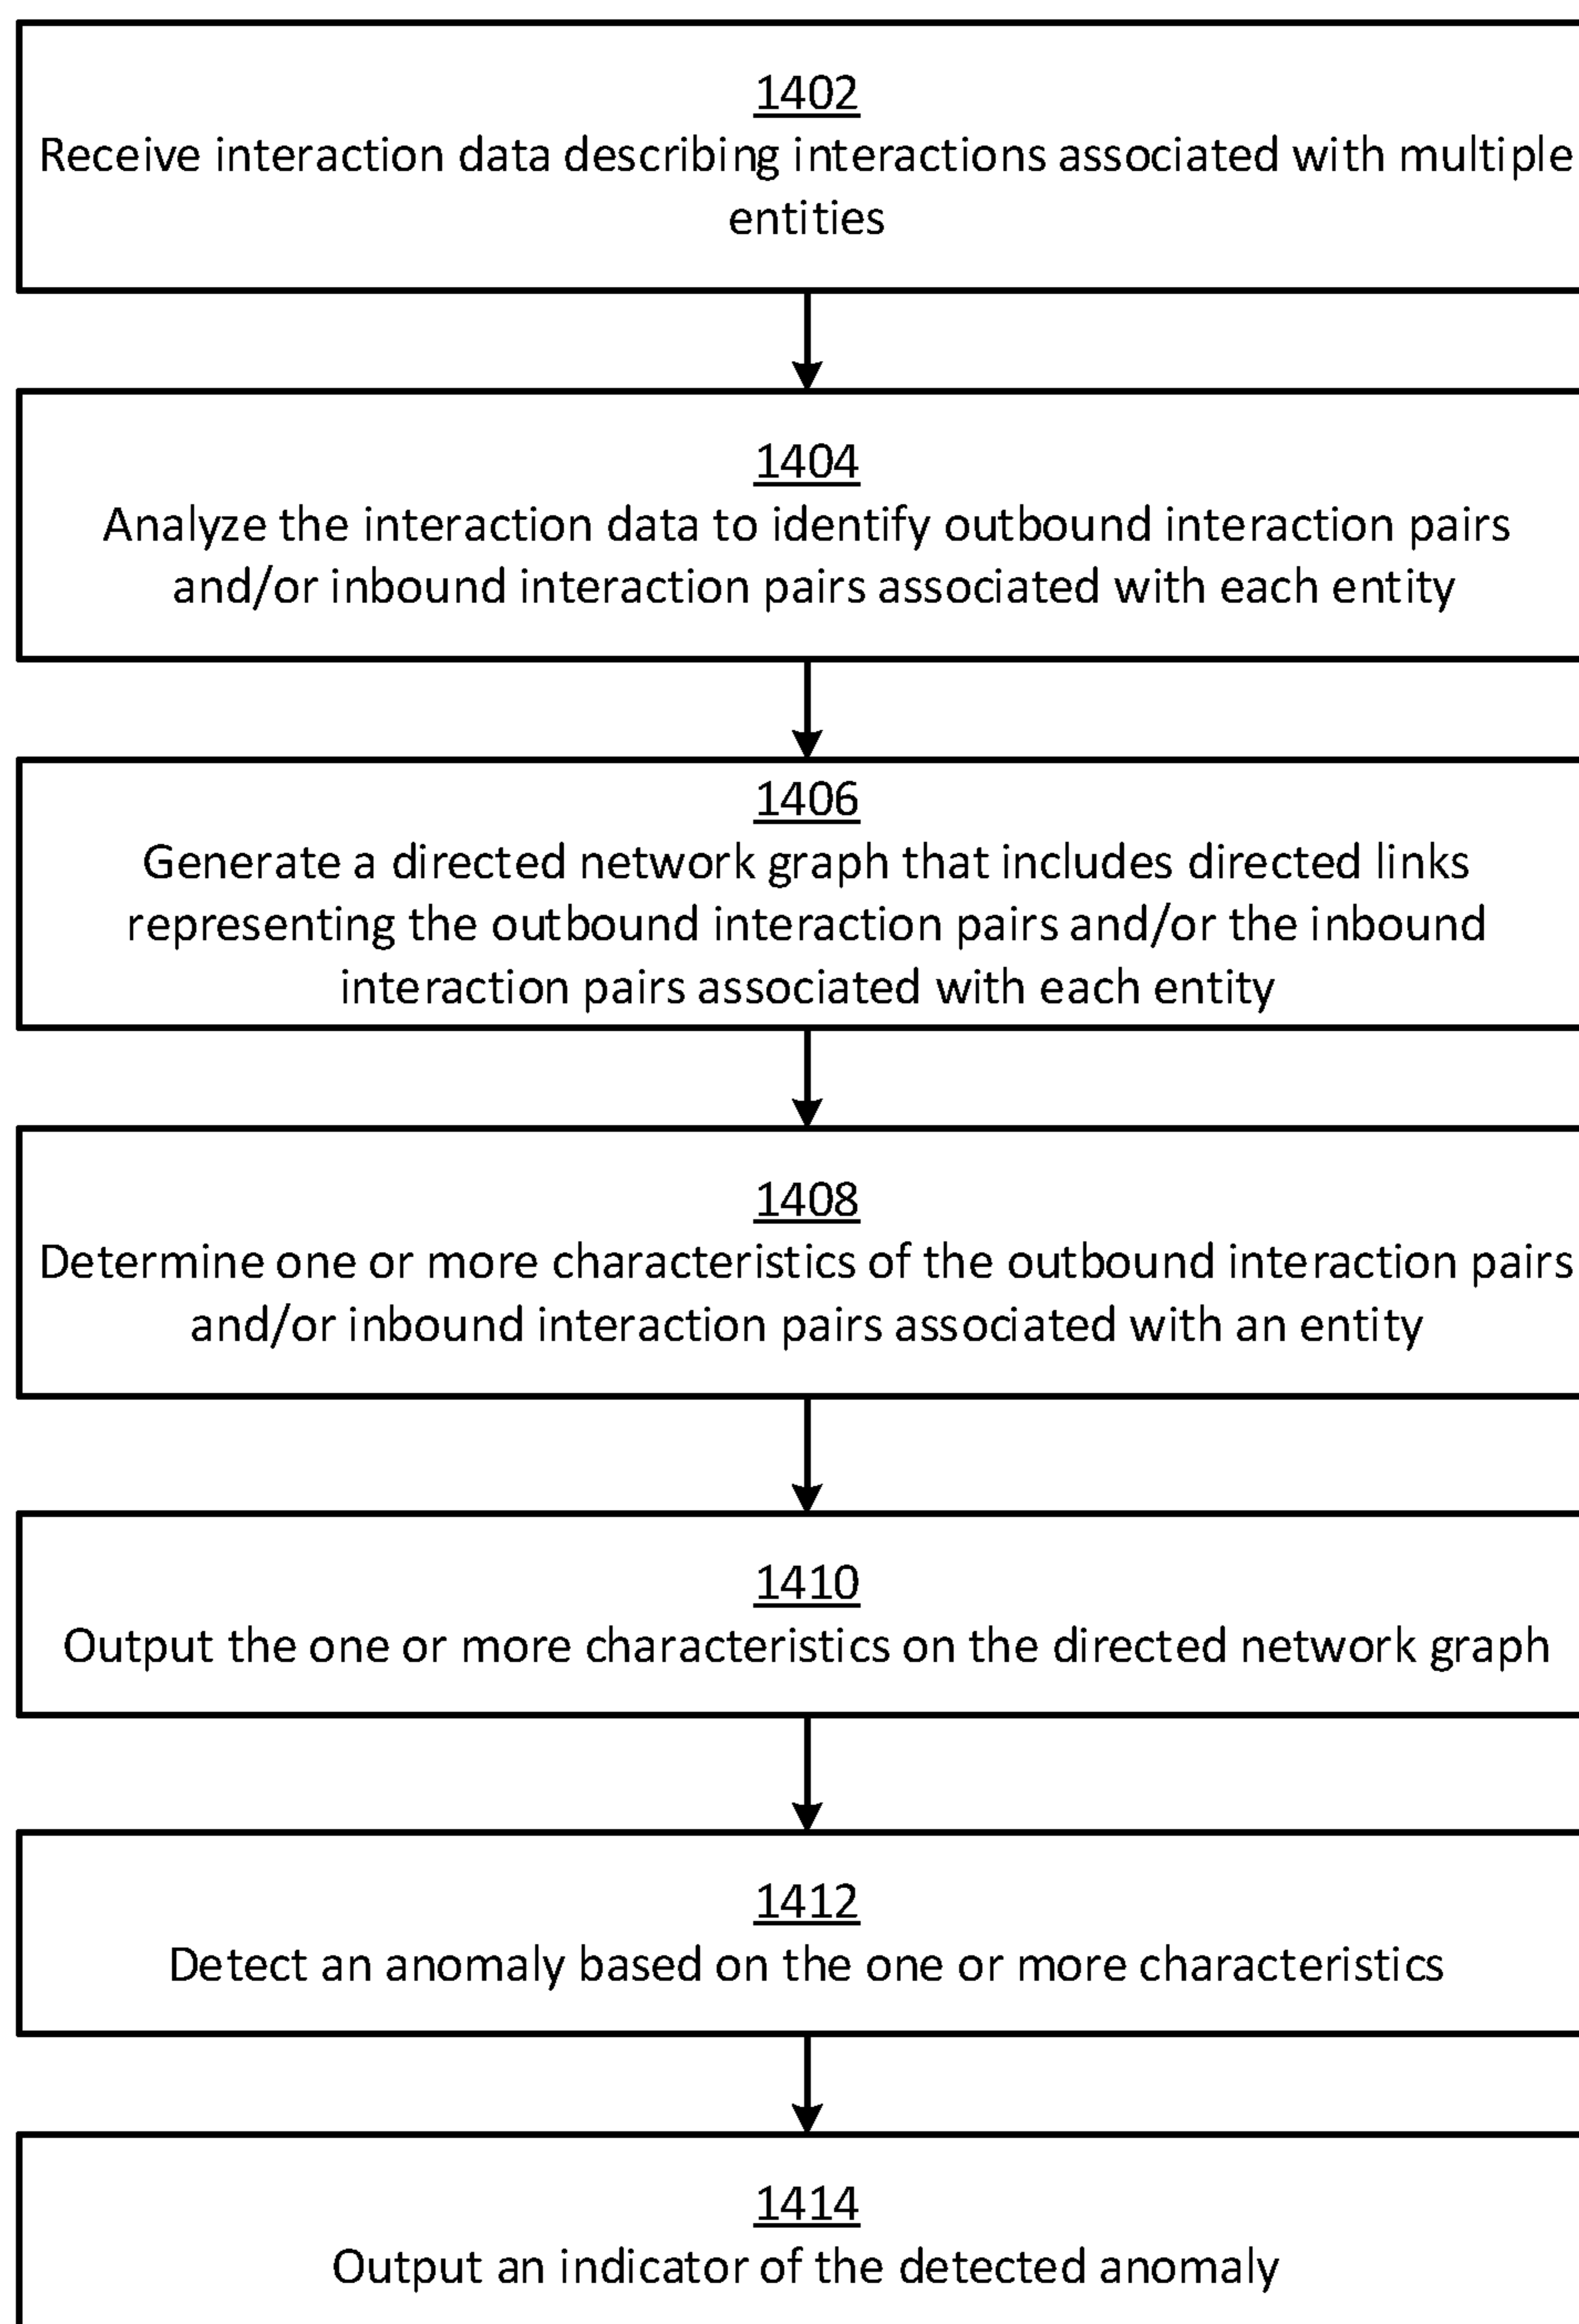 1402
Receive interaction data describing interactions associated with multiple
entities
1404
Analyze the interaction data to identify outbound interaction pairs
and/or inbound interaction pairs associated with each entity
1406
Generate a directed network graph that includes directed links
representing the outbound interaction pairs and/or the inbound
interaction pairs associated with each entity
1408
Determine one or more characteristics of the outbound interaction pairs
and/or inbound interaction pairs associated with an entity
1410
Output the one or more characteristics on the directed network graph
1412
Detect an anomaly based on the one or more characteristics
1414
Output an indicator of the detected anomaly